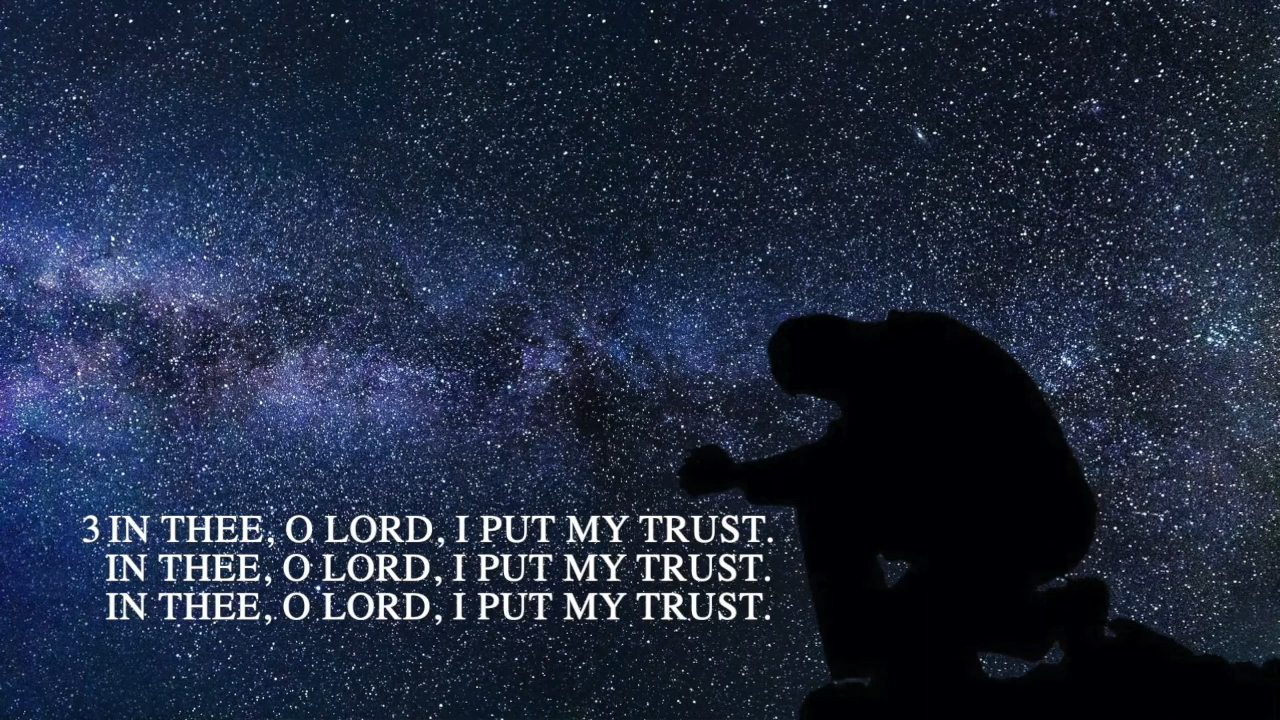 3 IN THEE, O LORD, I PUT MY TRUST.
IN THEE, O LORD, I PUT MY TRUST.
IN THEE, O LORD, I PUT MY TRUST.